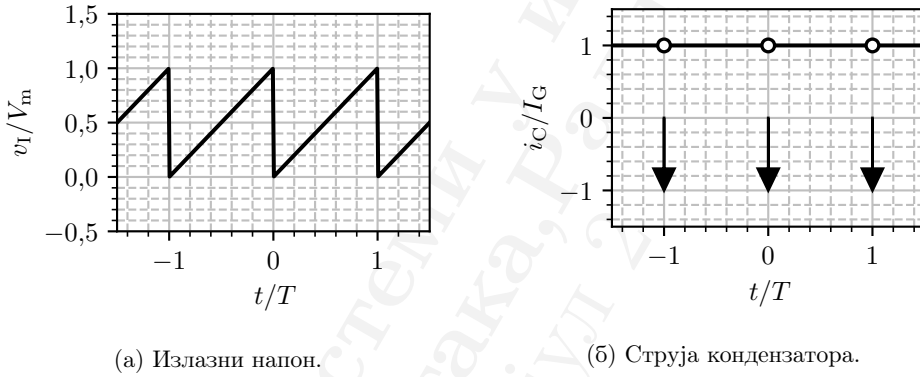 1,5
1,0
0,5
0,0
−0,5
v_I/V_m
−1 0 1
t/T
(а) Излазни напон.
1
0
−1
i_C/I_G
−1 0 1
t/T
(б) Струја кондензатора.